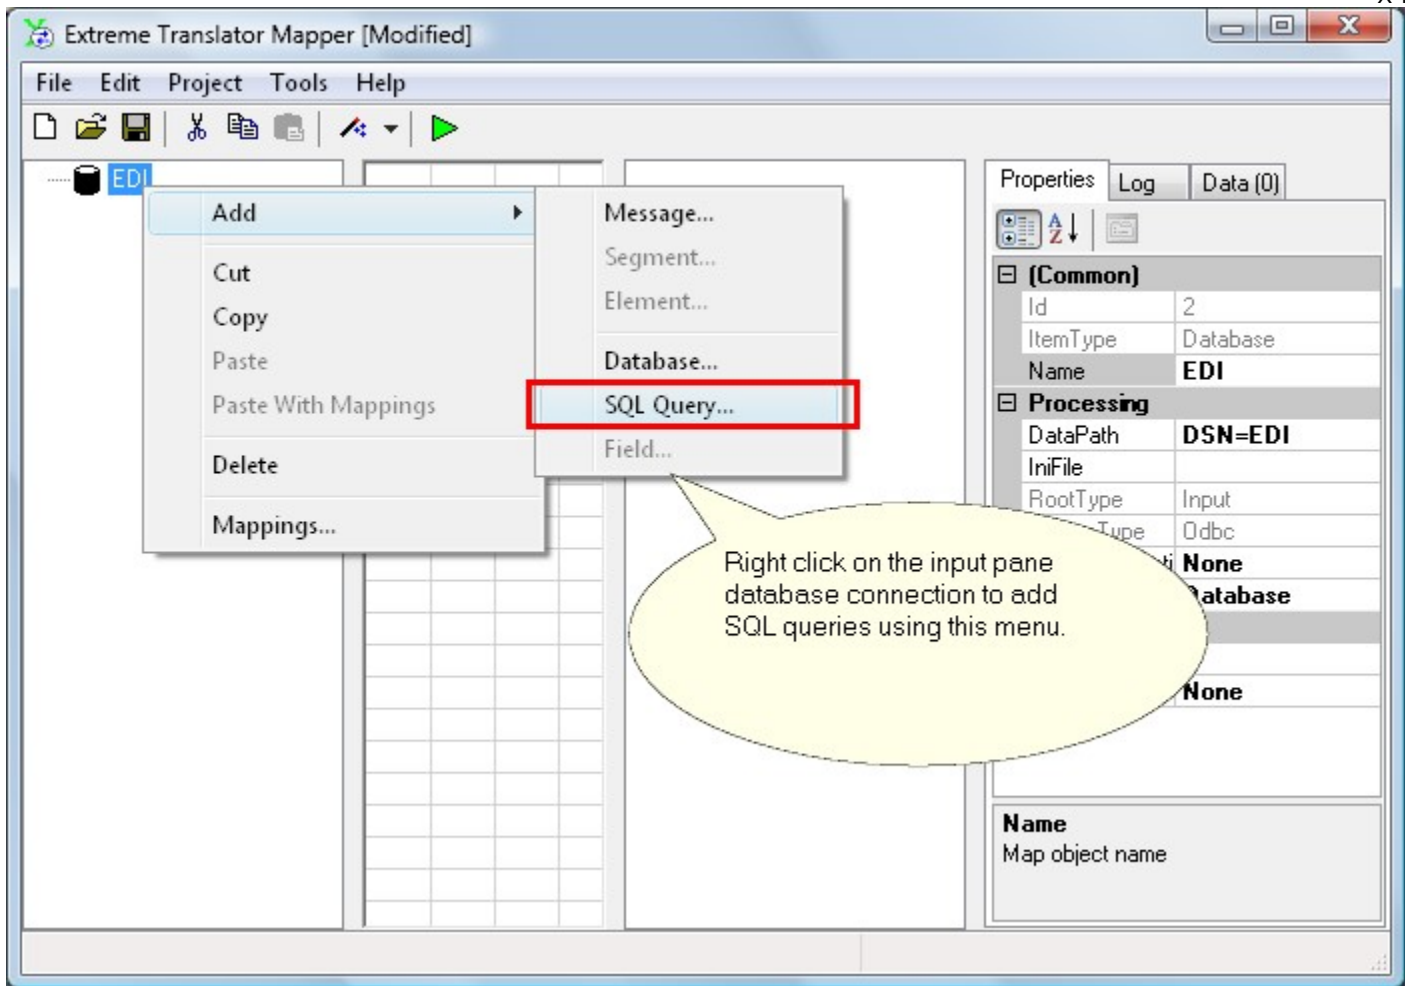 Extreme Translator Mapper [Modified]
File Edit Project Tools Help
EDI
Add
Cut
Copy
Paste
Paste With Mappings
Delete
Mappings...
Message...
Segment...
Element...
Database...
SQL Query...
Field...
Right click on the input pane
database connection to add
SQL queries using this menu.
Properties Log Data (0)
(Common)
Id 2
ItemType Database
Name EDI
Processing
DataPath DSN=EDI
IniFile
RootType Input
Type Odbc
None
Database
None
Name
Map object name